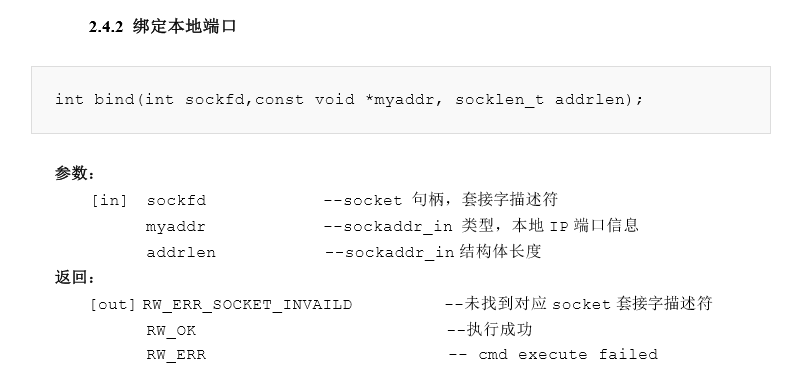 2.4.2 绑定本地端口
int bind(int sockfd,const void *myaddr, socklen_t addrlen);
参数：
[in] sockfd --socket 句柄，套接字描述符
myaddr --sockaddr_in 类型，本地 IP 端口信息
addrlen --sockaddr_in 结构体长度
返回：
[out] RW_ERR_SOCKET_INVAILD --未找到对应 socket 套接字描述符
RW_OK --执行成功
RW_ERR -- cmd execute failed